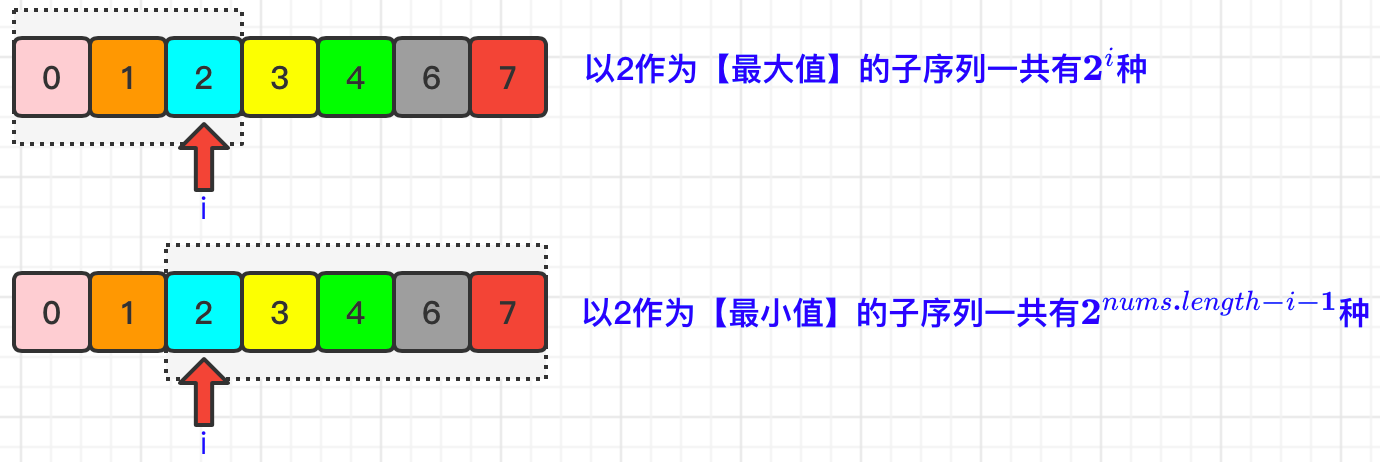 0 1 2 3 4 6 7 以2作为【最大值】的子序列一共有2^i种
i
0 1 2 3 4 6 7 以2作为【最小值】的子序列一共有2^{nums.length-i-1}种
i